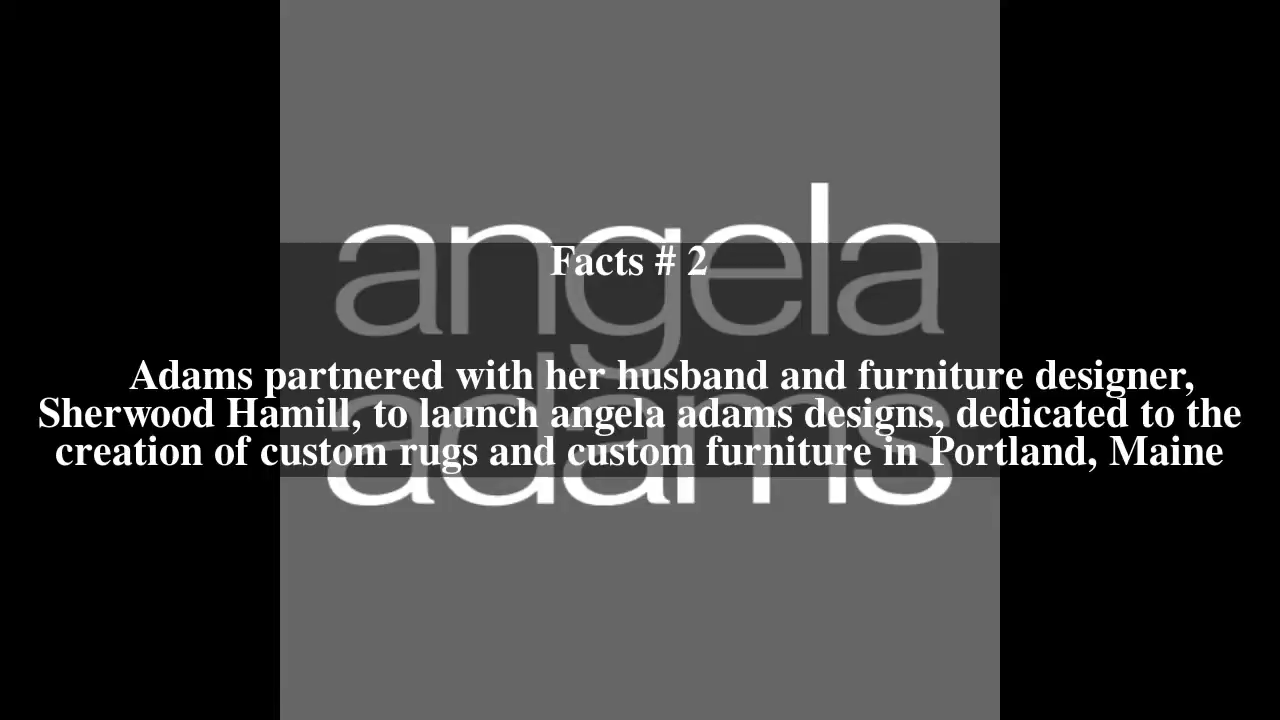 angela
Facts # 2
adams
Adams partnered with her husband and furniture designer,
Sherwood Hamill, to launch angela adams designs, dedicated to the
creation of custom rugs and custom furniture in Portland, Maine